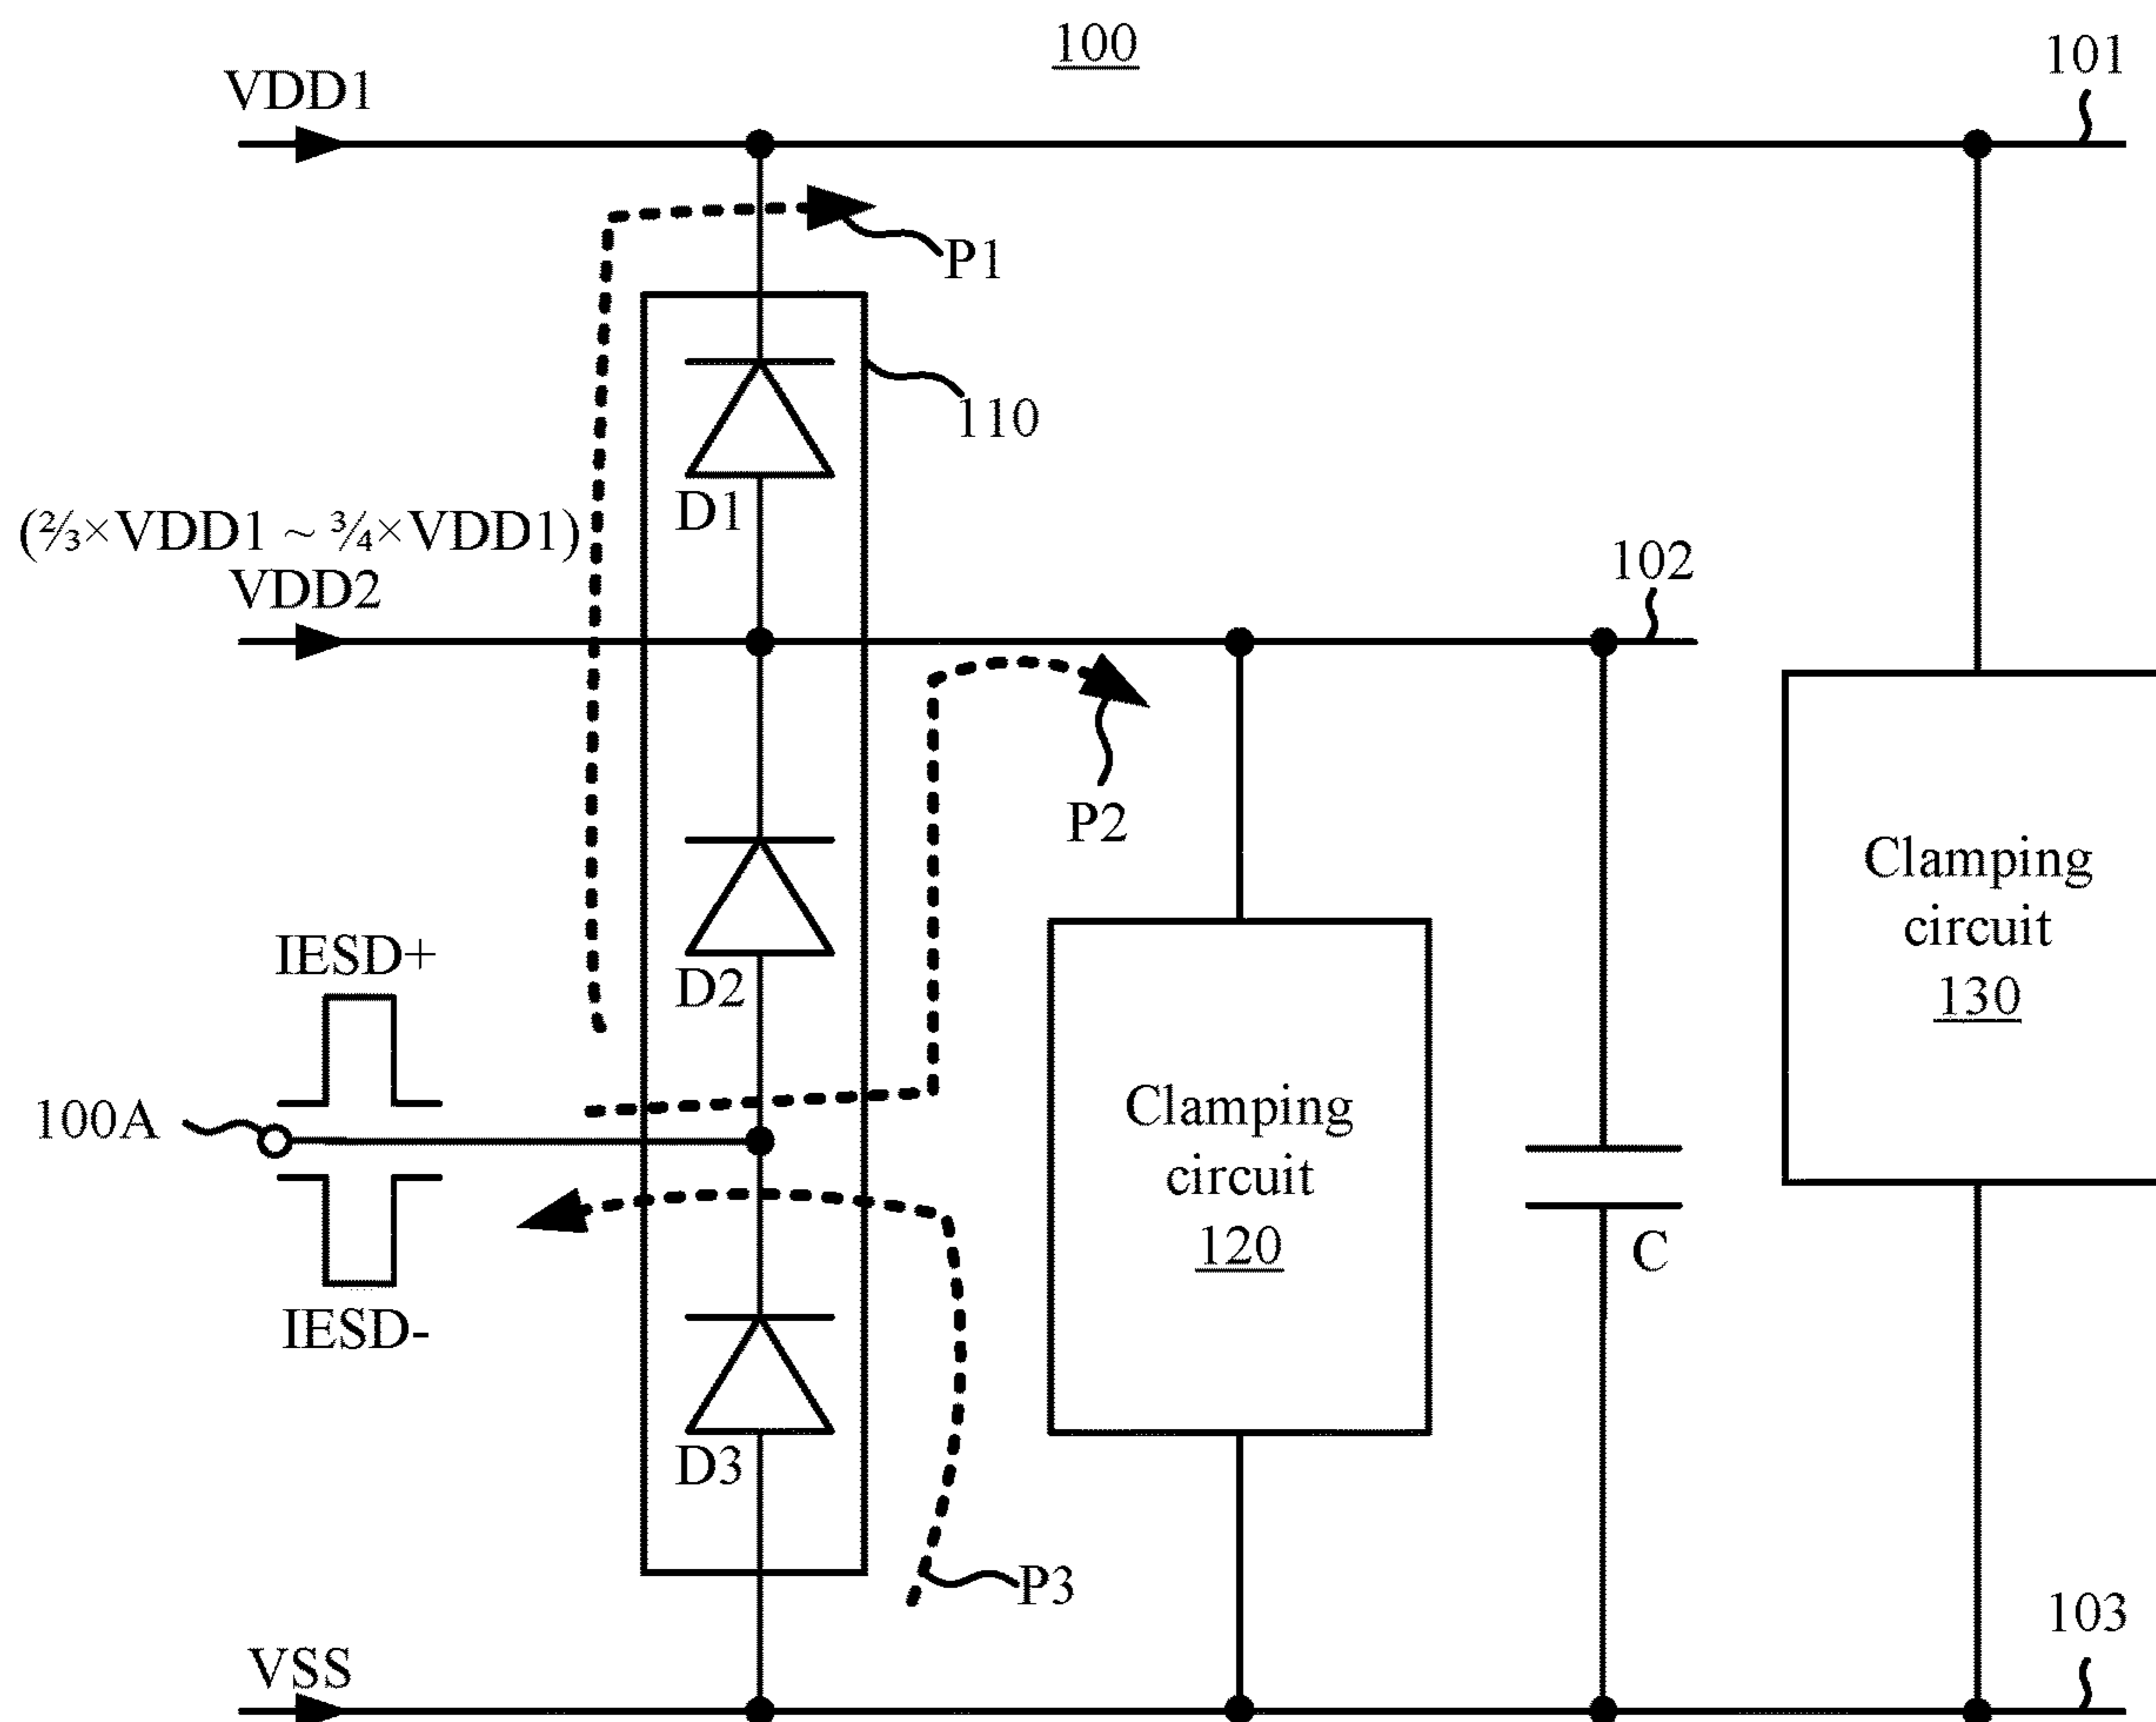 100
101
VDD1
P1
110
D1
(⅔×VDD1 ~ ¾×VDD1)
VDD2
102
P2
D2
Clamping
circuit
130
IESD+
100A
Clamping
circuit
120
C
IESD-
D3
P3
103
VSS